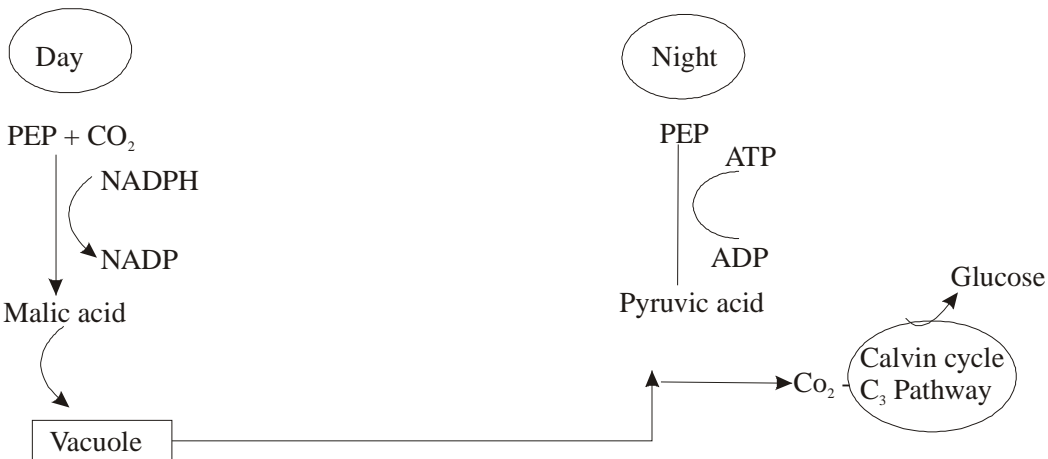 Day
PEP + CO₂
NADPH
NADP
Malic acid
Vacuole
Night
PEP
ATP
ADP
Pyruvic acid
Glucose
Co₂ -
Calvin cycle
C₃ Pathway